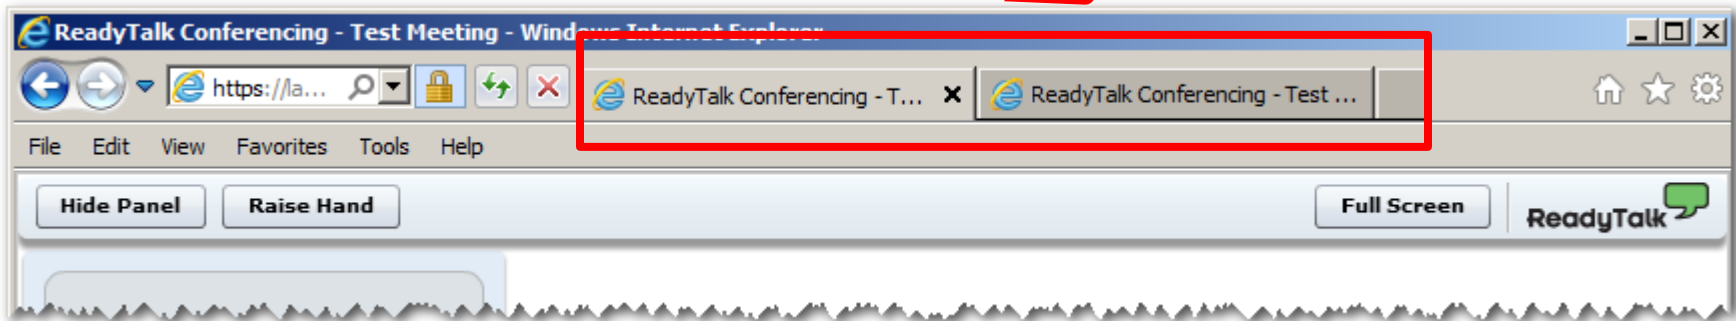 ReadyTalk Conferencing - Test Meeting - Windows Internet Explorer
https://la... ReadyTalk Conferencing - T... ReadyTalk Conferencing - Test ...
File Edit View Favorites Tools Help
Hide Panel Raise Hand Full Screen ReadyTalk